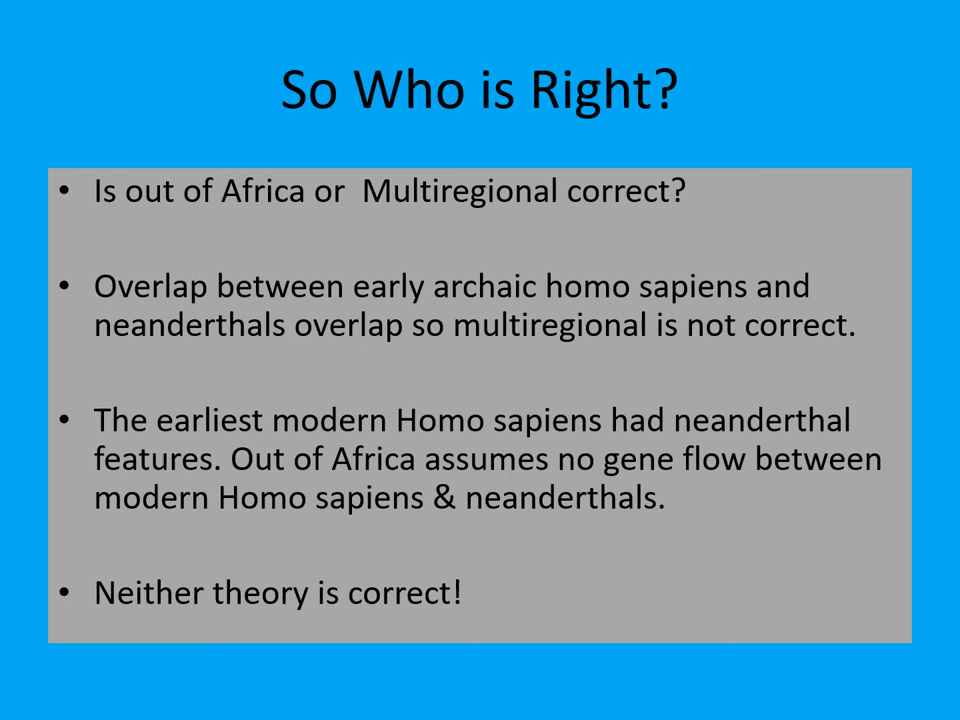 So Who is Right?
• Is out of Africa or  Multiregional correct?
• Overlap between early archaic homo sapiens and
neanderthals overlap so multiregional is not correct.
• The earliest modern Homo sapiens had neanderthal
features. Out of Africa assumes no gene flow between
modern Homo sapiens & neanderthals.
• Neither theory is correct!